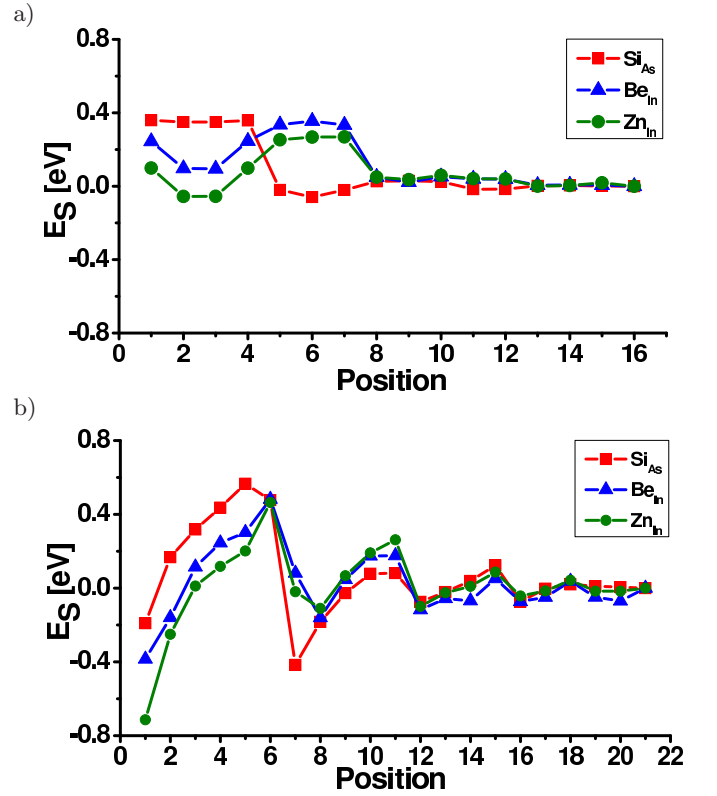 a)
0.8
0.4
0.0
-0.4
-0.8
E_S [eV]
Si_As
Be_In
Zn_In
0 2 4 6 8 10 12 14 16
Position
b)
0.8
0.4
0.0
-0.4
-0.8
E_S [eV]
Si_As
Be_In
Zn_In
0 2 4 6 8 10 12 14 16 18 20 22
Position